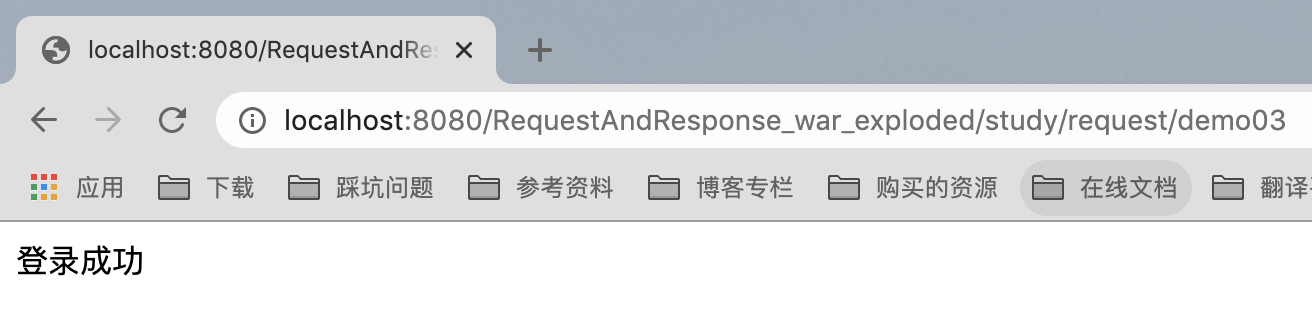 localhost:8080/RequestAndRes
localhost:8080/RequestAndResponse_war_exploded/study/request/demo03
应用 下载 踩坑问题 参考资料 博客专栏 购买的资源 在线文档 翻译
登录成功